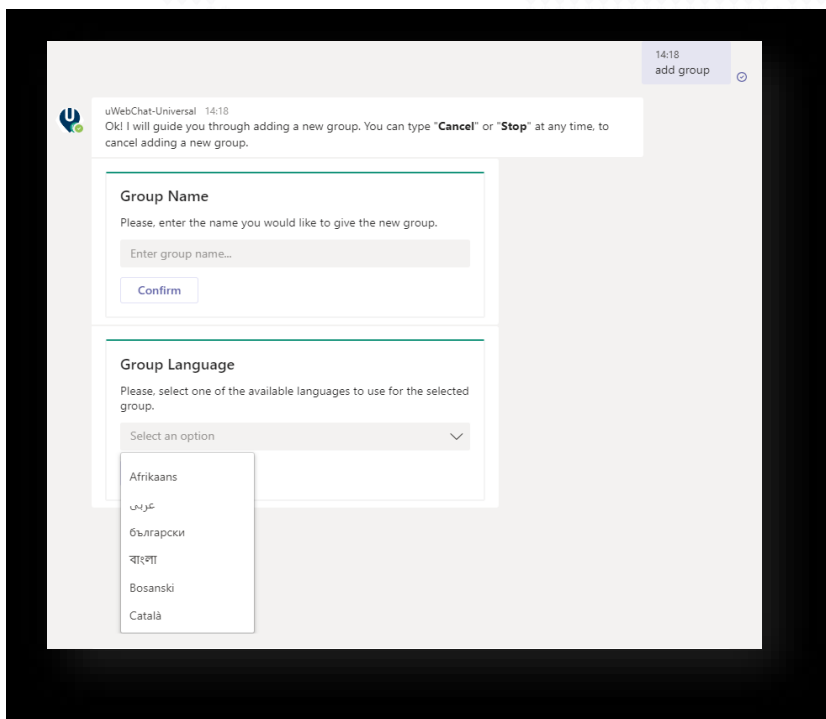 14:18
add group
uWebChat-Universal 14:18
Ok! I will guide you through adding a new group. You can type "Cancel" or "Stop" at any time, to
cancel adding a new group.
Group Name
Please, enter the name you would like to give the new group.
Enter group name...
Confirm
Group Language
Please, select one of the available languages to use for the selected
group.
Select an option
Afrikaans
عربى
български
বাংলা
Bosanski
Català